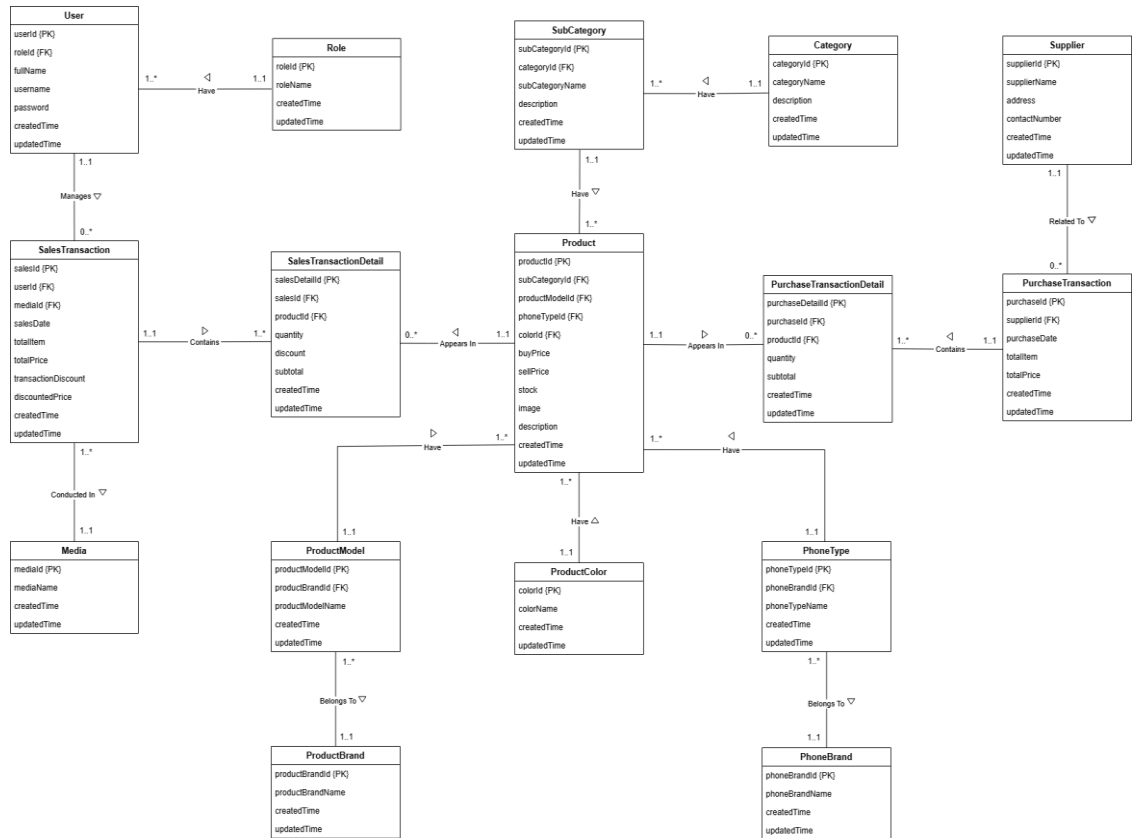 User
userId {PK}
roleId {FK}
fullName
username
password
createdTime
updatedTime
Role
roleId {PK}
roleName
createdTime
updatedTime
1..*
1..1
Have
SubCategory
subCategoryId {PK}
categoryId {FK}
subCategoryName
description
createdTime
updatedTime
Category
categoryId {PK}
categoryName
description
createdTime
updatedTime
1..*
1..1
Have
Supplier
supplierId {PK}
supplierName
address
contactNumber
createdTime
updatedTime
1..1
Manages
0..*
1..1
Have
1..*
1..1
Related To
0..*
SalesTransaction
salesId {PK}
userId {FK}
mediaId {FK}
salesDate
totalItem
totalPrice
transactionDiscount
discountedPrice
createdTime
updatedTime
1..1
1..*
Contains
SalesTransactionDetail
salesDetailId {PK}
salesId {FK}
productId {FK}
quantity
discount
subtotal
createdTime
updatedTime
0..*
1..1
Appears In
Product
productId {PK}
subCategoryId {FK}
productModelId {FK}
phoneTypeId {FK}
colorId {FK}
buyPrice
sellPrice
stock
image
description
createdTime
updatedTime
1..1
0..*
Appears In
PurchaseTransactionDetail
purchaseDetailId {PK}
purchaseId {FK}
productId {FK}
quantity
subtotal
createdTime
updatedTime
1..*
1..1
Contains
PurchaseTransaction
purchaseId {PK}
supplierId {FK}
purchaseDate
totalItem
totalPrice
createdTime
updatedTime
1..*
Conducted In
1..1
1..*
Have
1..1
1..*
Have
1..1
1..*
Have
1..1
Media
mediaId {PK}
mediaName
createdTime
updatedTime
ProductModel
productModelId {PK}
productBrandId {FK}
productModelName
createdTime
updatedTime
ProductColor
colorId {PK}
colorName
createdTime
updatedTime
PhoneType
phoneTypeId {PK}
phoneBrandId {FK}
phoneTypeName
createdTime
updatedTime
1..*
Belongs To
1..1
1..*
Belongs To
1..1
ProductBrand
productBrandId {PK}
productBrandName
createdTime
updatedTime
PhoneBrand
phoneBrandId {PK}
phoneBrandName
createdTime
updatedTime